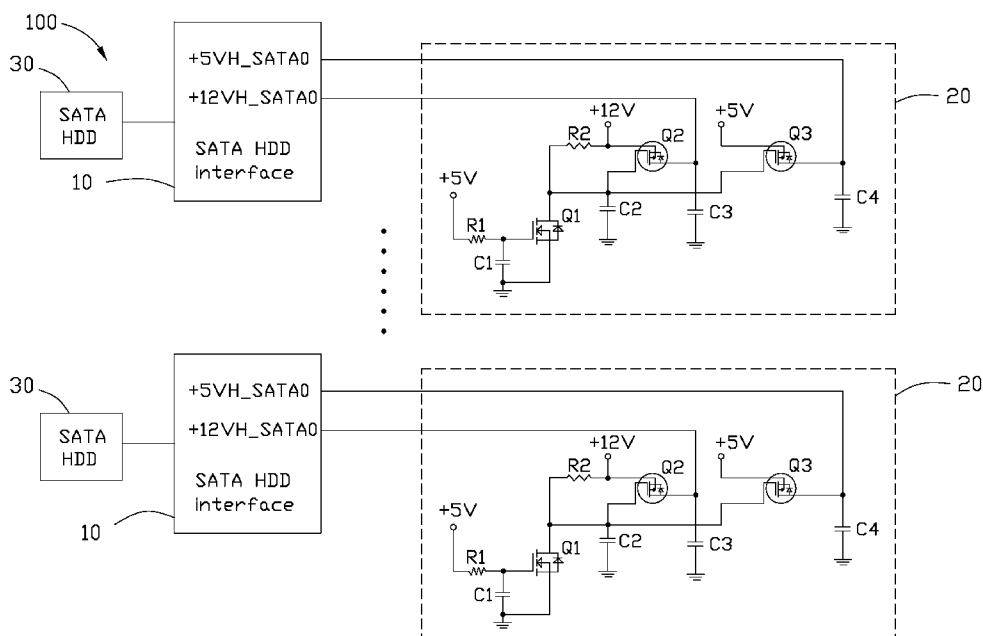 100
30
SATA
HDD
+5VH_SATA0
+12VH_SATA0
SATA HDD
interface
10
20
+12V
R2
Q2
+5V
Q3
+5V
R1
C1
Q1
C2
C3
C4
30
SATA
HDD
+5VH_SATA0
+12VH_SATA0
SATA HDD
interface
10
20
+12V
R2
Q2
+5V
Q3
+5V
R1
C1
Q1
C2
C3
C4